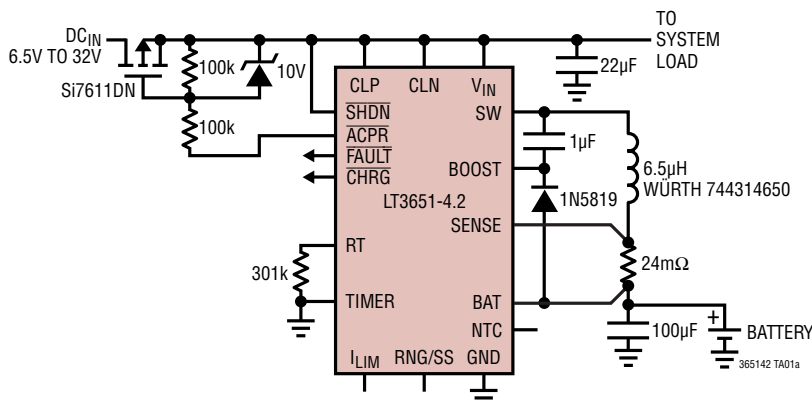 DCIN
6.5V TO 32V
Si7611DN
100k
100k
10V
TO
SYSTEM
LOAD
22µF
CLP
CLN
VIN
SHDN
ACPR
FAULT
CHRG
RT
TIMER
ILIM
RNG/SS
GND
SW
BOOST
SENSE
BAT
NTC
LT3651-4.2
301k
1µF
1N5819
6.5µH
WÜRTH 744314650
24mΩ
100µF
+
BATTERY
365142 TA01a